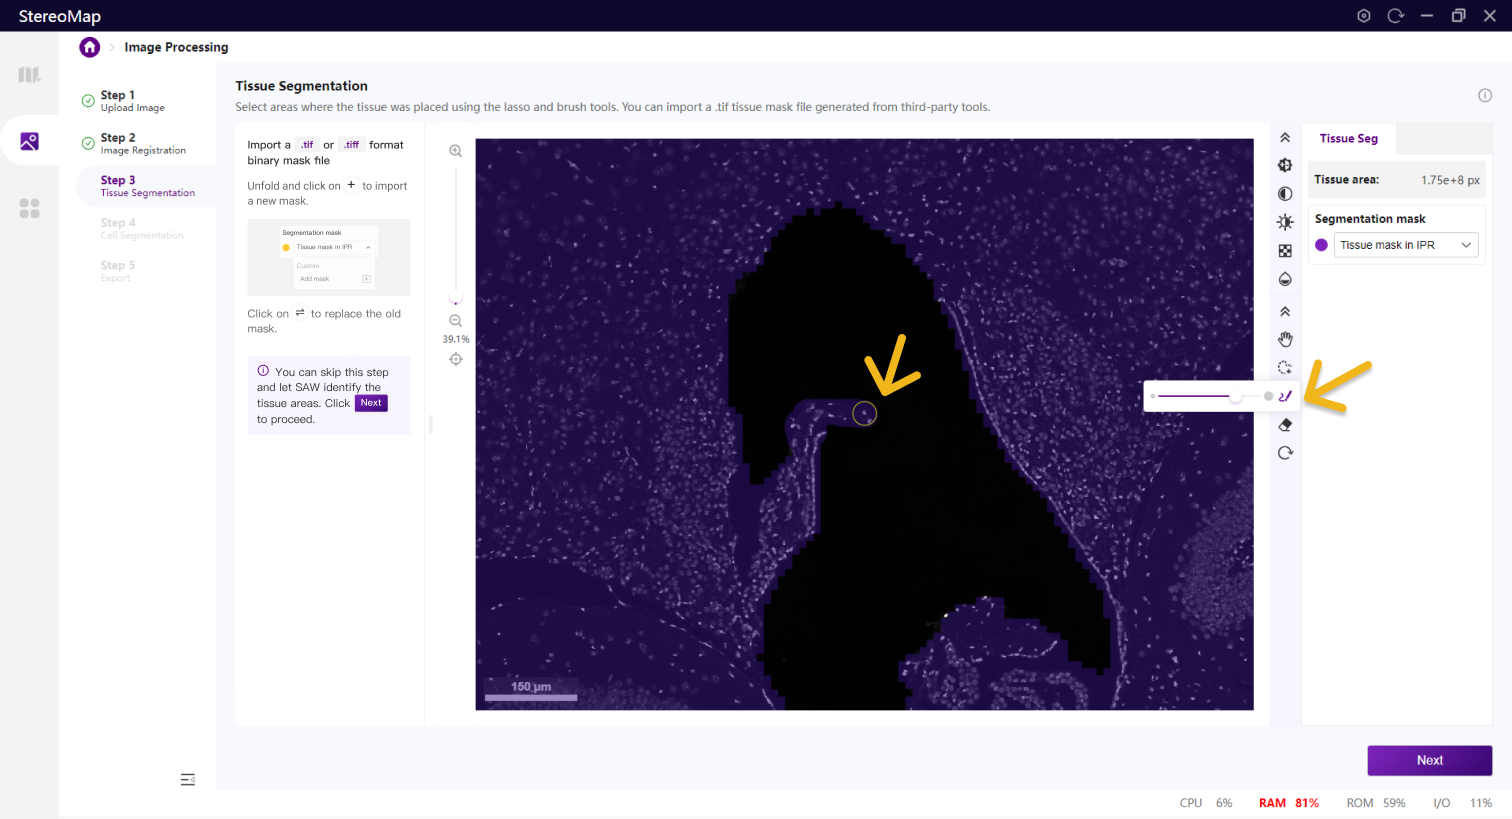 StereoMap
Image Processing
Step 1
Upload Image
Step 2
Image Registration
Step 3
Tissue Segmentation
Step 4
Cell Segmentation
Step 5
Export
Tissue Segmentation
Select areas where the tissue was placed using the lasso and brush tools. You can import a .tif tissue mask file generated from third-party tools.
Import a .tif or .tiff format
binary mask file
Unfold and click on + to import
a new mask.
Segmentation mask
Tissue mask in IPR
Custom
Add mask
Click on ⇌ to replace the old
mask.
You can skip this step
and let SAW identify the
tissue areas. Click Next
to proceed.
39.1%
150 µm
Tissue Seg
Tissue area: 1.75e+8 px
Segmentation mask
Tissue mask in IPR
Next
CPU 6% RAM 81% ROM 59% I/O 11%